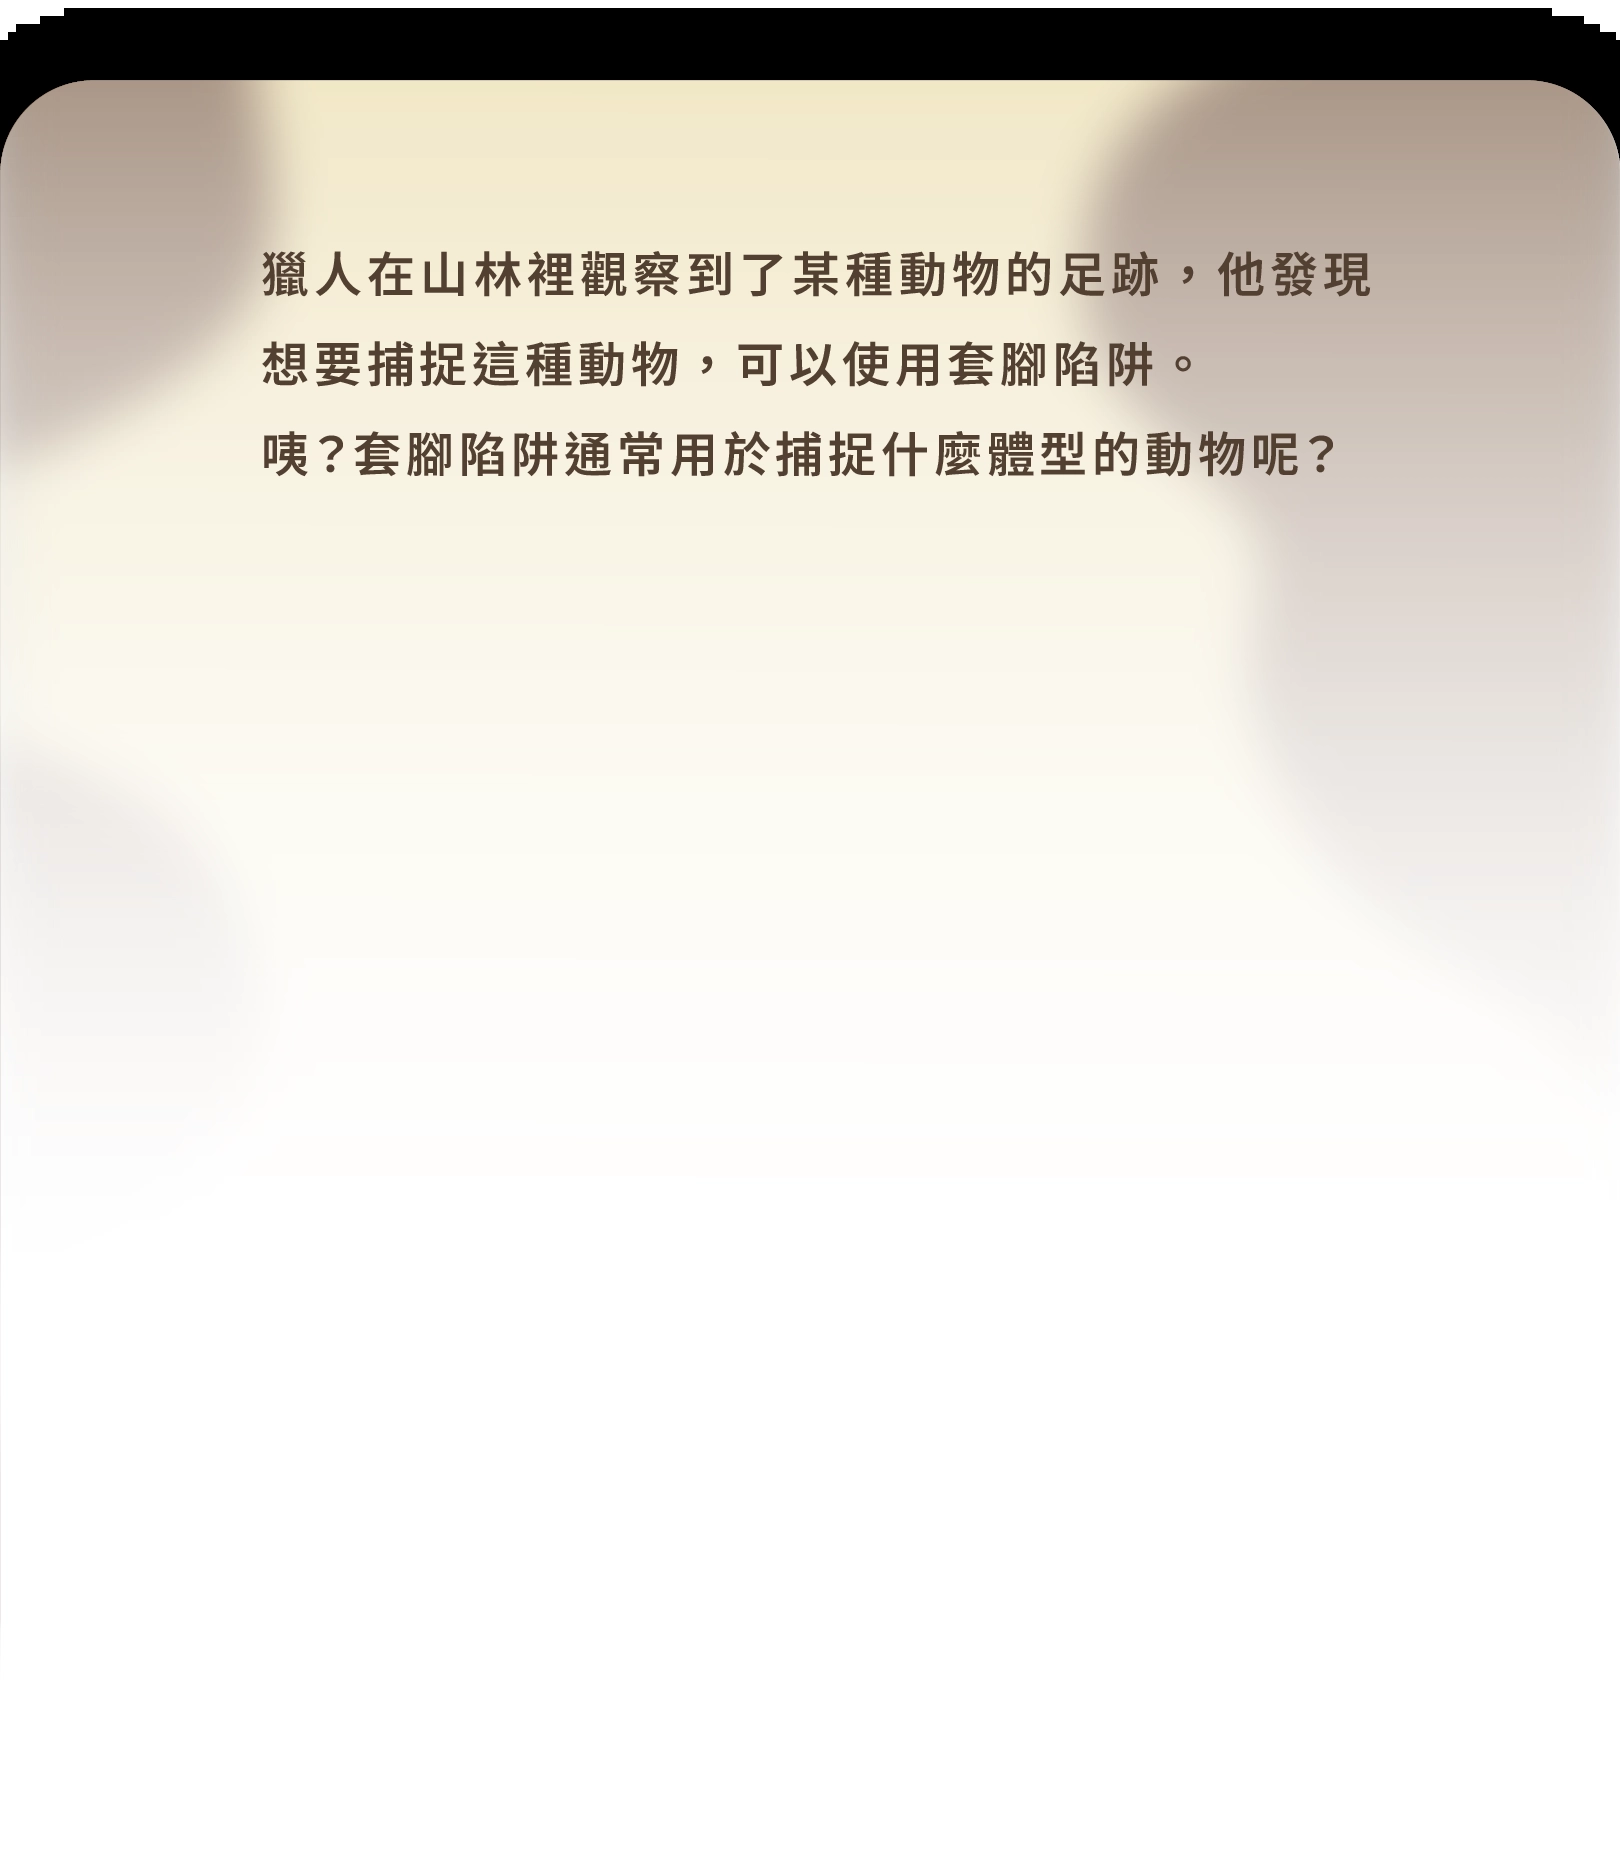 獵人在山林裡觀察到了某種動物的足跡，他發現
想要捕捉這種動物，可以使用套腳陷阱。
咦？套腳陷阱通常用於捕捉什麼體型的動物呢？